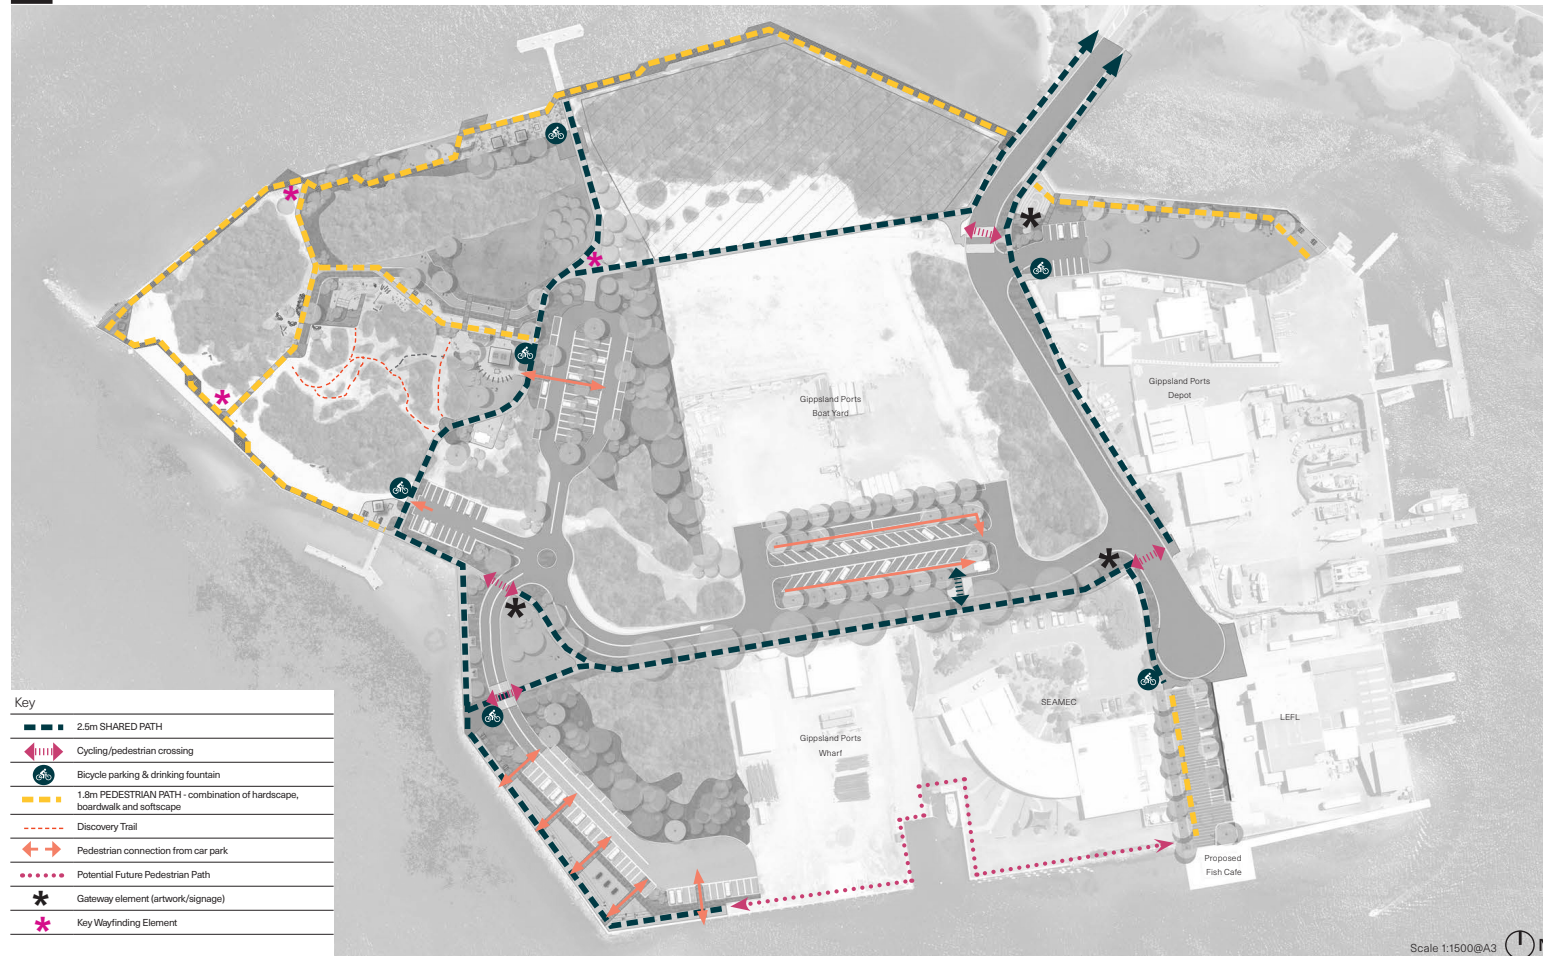 Gippsland Ports
Depot
Gippsland Ports
Boat Yard
SEAMEC
LEFL
Gippsland Ports
Wharf
Proposed
Fish Cafe
Key
2.5m SHARED PATH
Cycling/pedestrian crossing
Bicycle parking & drinking fountain
1.8m PEDESTRIAN PATH - combination of hardscape,
boardwalk and softscape
Discovery Trail
Pedestrian connection from car park
Potential Future Pedestrian Path
Gateway element (artwork/signage)
Key Wayfinding Element
Scale 1:1500@A3
N